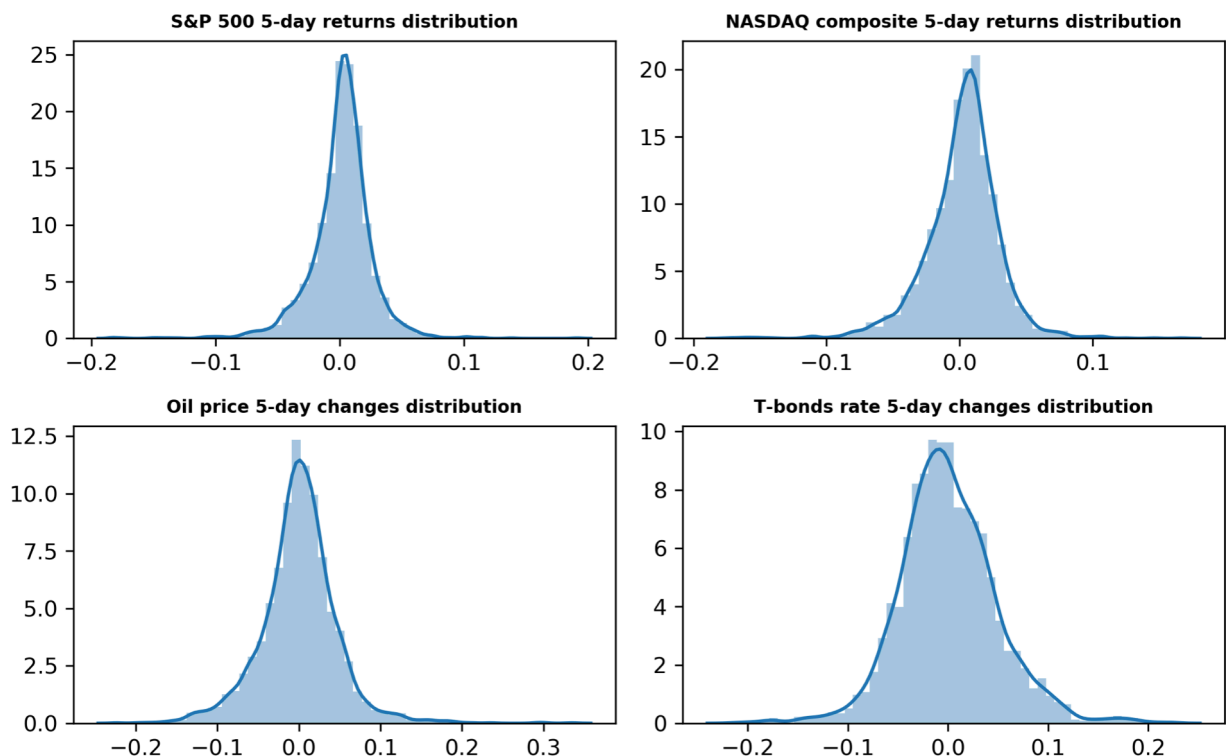 S&P 500 5-day returns distribution
NASDAQ composite 5-day returns distribution
25
20
15
10
5
0
−0.2 −0.1 0.0 0.1 0.2
20
15
10
5
0
−0.2 −0.1 0.0 0.1
Oil price 5-day changes distribution
T-bonds rate 5-day changes distribution
12.5
10.0
7.5
5.0
2.5
0.0
−0.2 −0.1 0.0 0.1 0.2 0.3
10
8
6
4
2
0
−0.2 −0.1 0.0 0.1 0.2